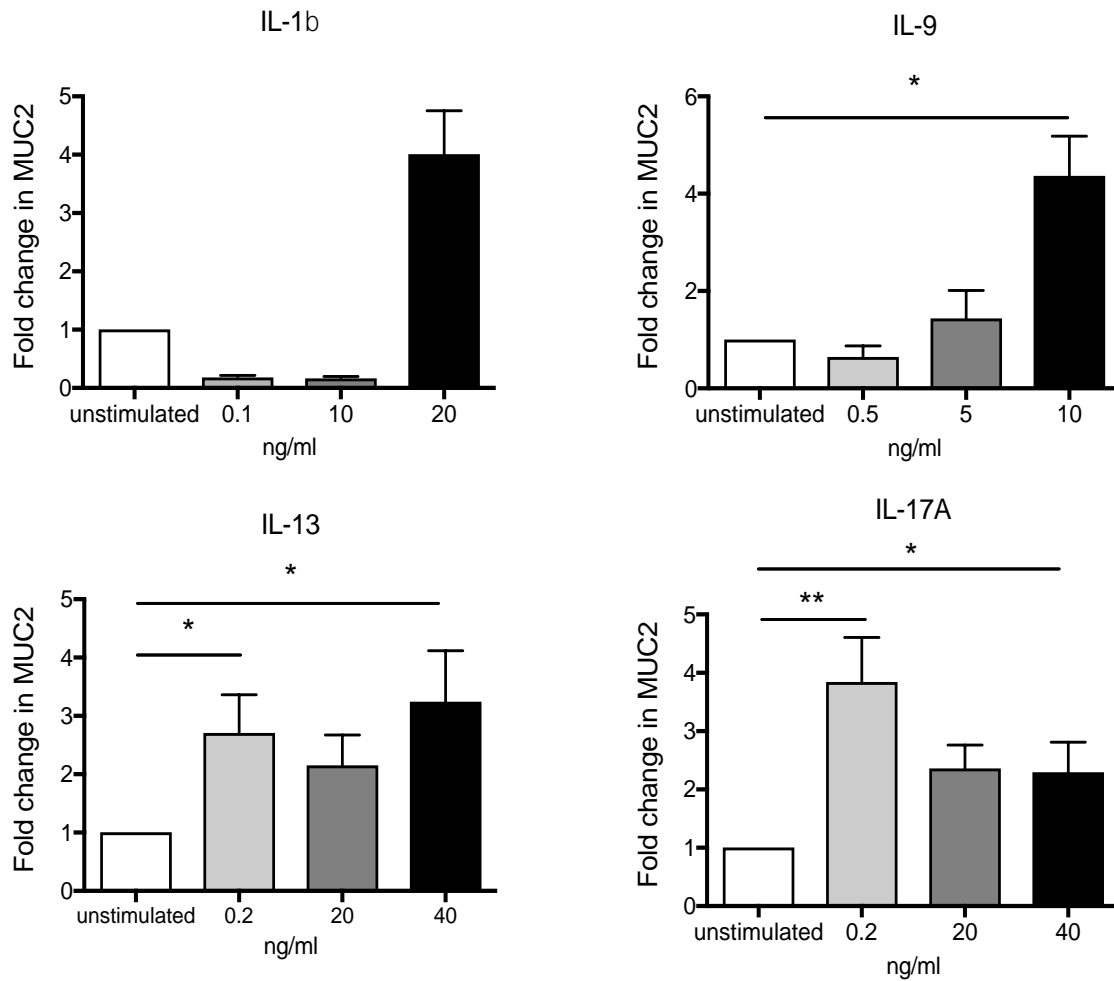 IL-1b
Fold change in MUC2
5
4
3
2
1
0
unstimulated 0.1 10 20
ng/ml
IL-9
*
Fold change in MUC2
6
4
2
0
unstimulated 0.5 5 10
ng/ml
IL-13
*
*
Fold change in MUC2
5
4
3
2
1
0
unstimulated 0.2 20 40
ng/ml
IL-17A
*
**
Fold change in MUC2
5
4
3
2
1
0
unstimulated 0.2 20 40
ng/ml